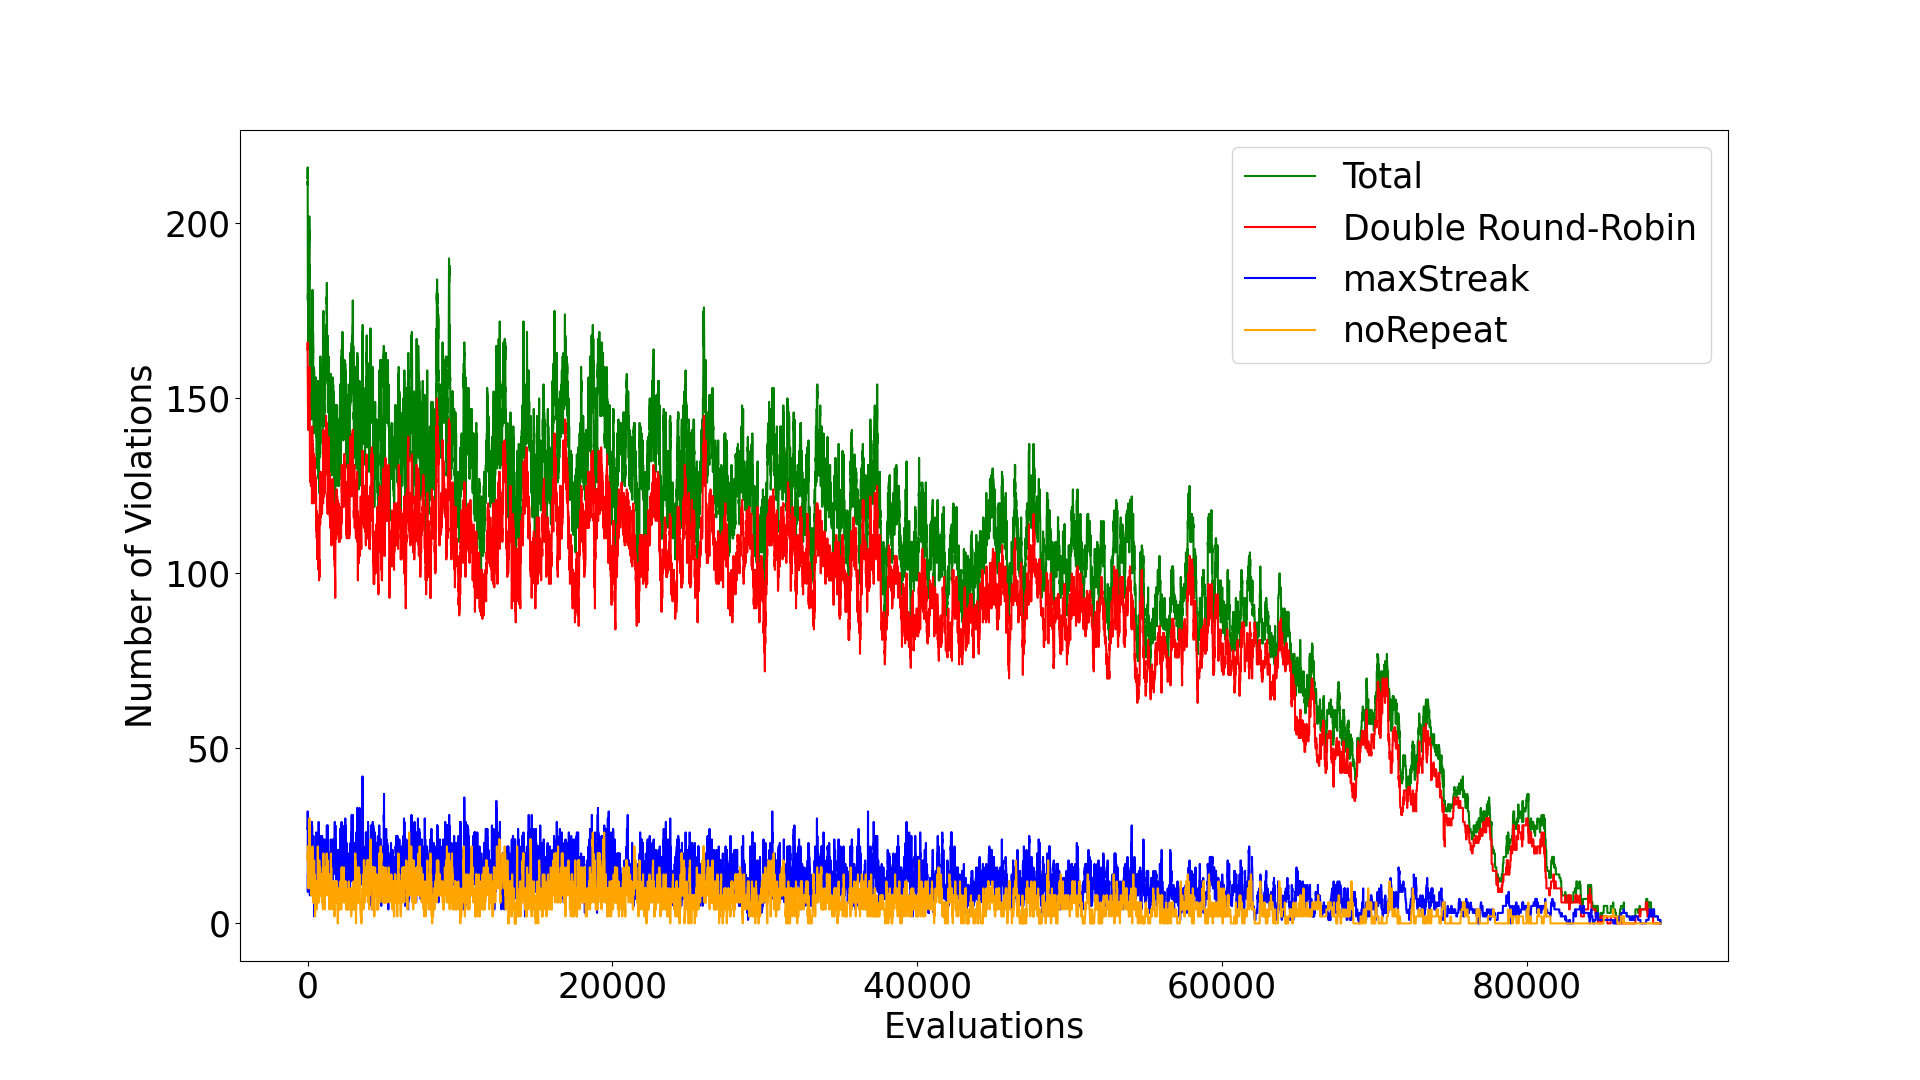 Total
Double Round-Robin
maxStreak
noRepeat
Number of Violations
200
150
100
50
0
0 20000 40000 60000 80000
Evaluations